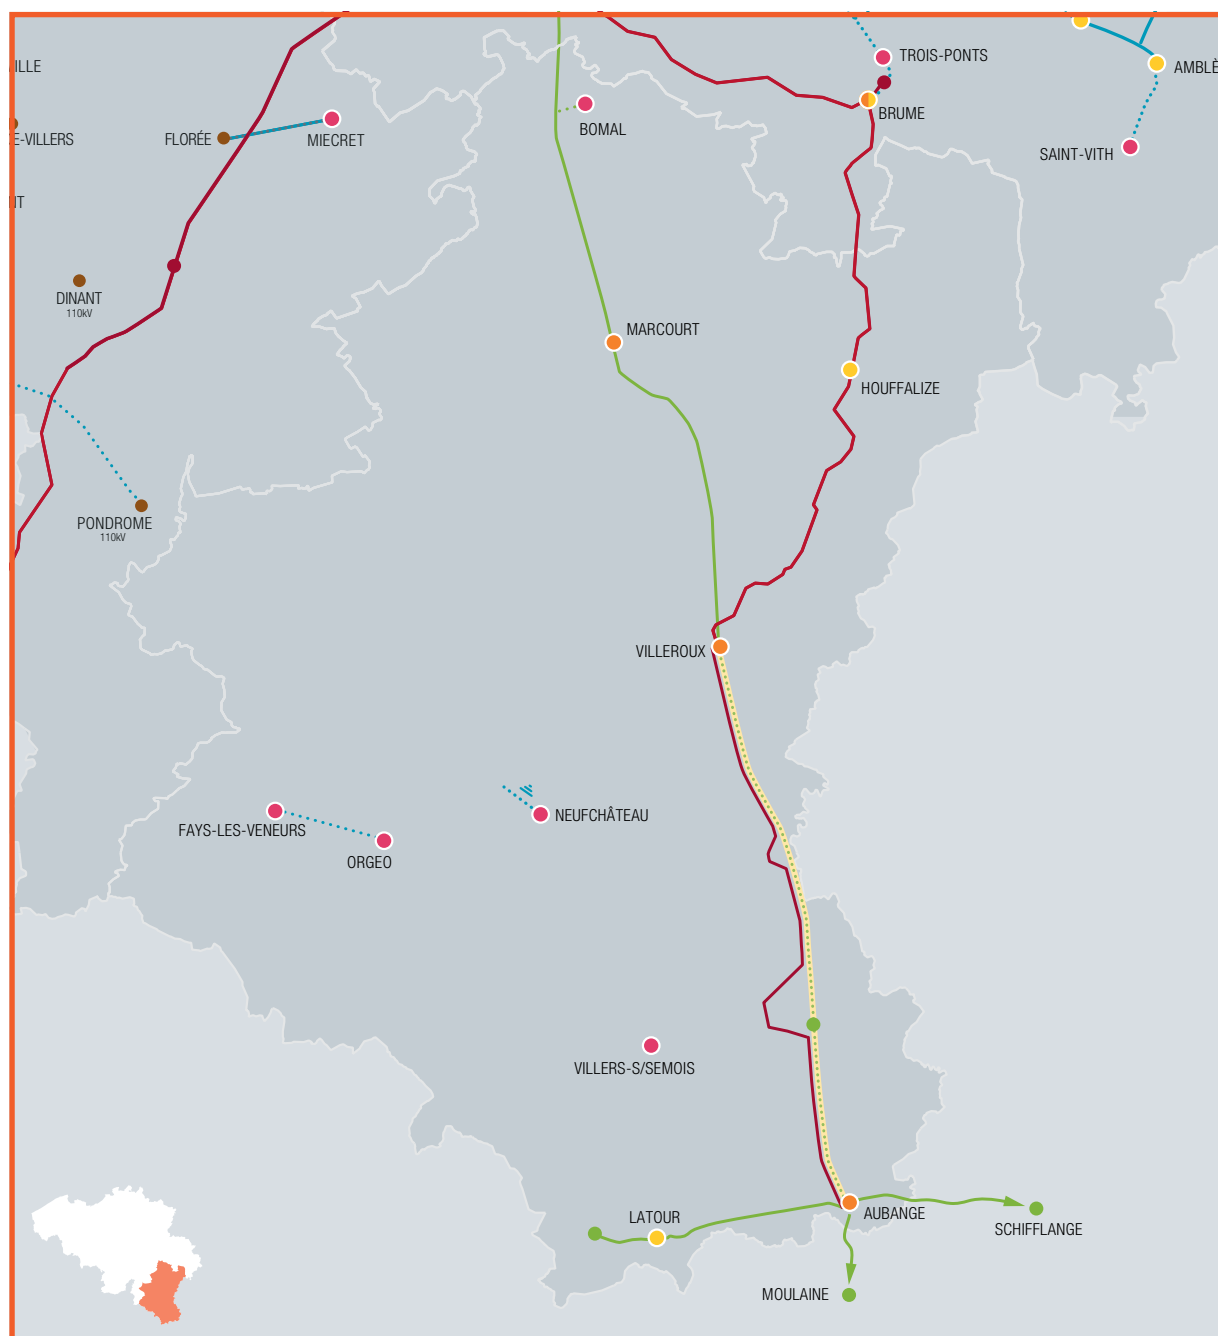 TROIS-PONTS
ILLE
AMBLÈ
BRUME
BOMAL
E-VILLERS
FLORÉE
MIECRET
SAINT-VITH
NT
DINANT
110kV
MARCOURT
HOUFFALIZE
PONDROME
110kV
VILLEROUX
NEUFCHÂTEAU
FAYS-LES-VENEURS
ORGEO
VILLERS-S/SEMOIS
LATOUR
AUBANGE
SCHIFFLANGE
MOULAINE